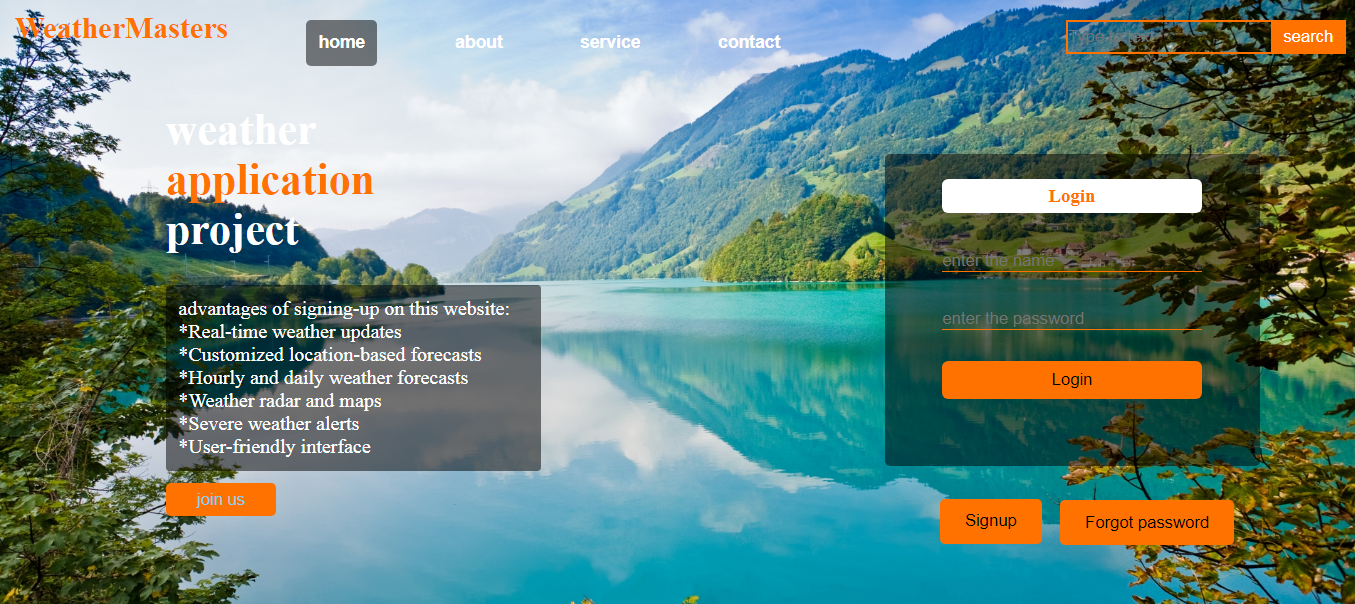 WeatherMasters
home
about
service
contact
search
weather
application
project
advantages of signing-up on this website:
*Real-time weather updates
*Customized location-based forecasts
*Hourly and daily weather forecasts
*Weather radar and maps
*Severe weather alerts
*User-friendly interface
join us
Login
enter the name
enter the password
Login
Signup
Forgot password